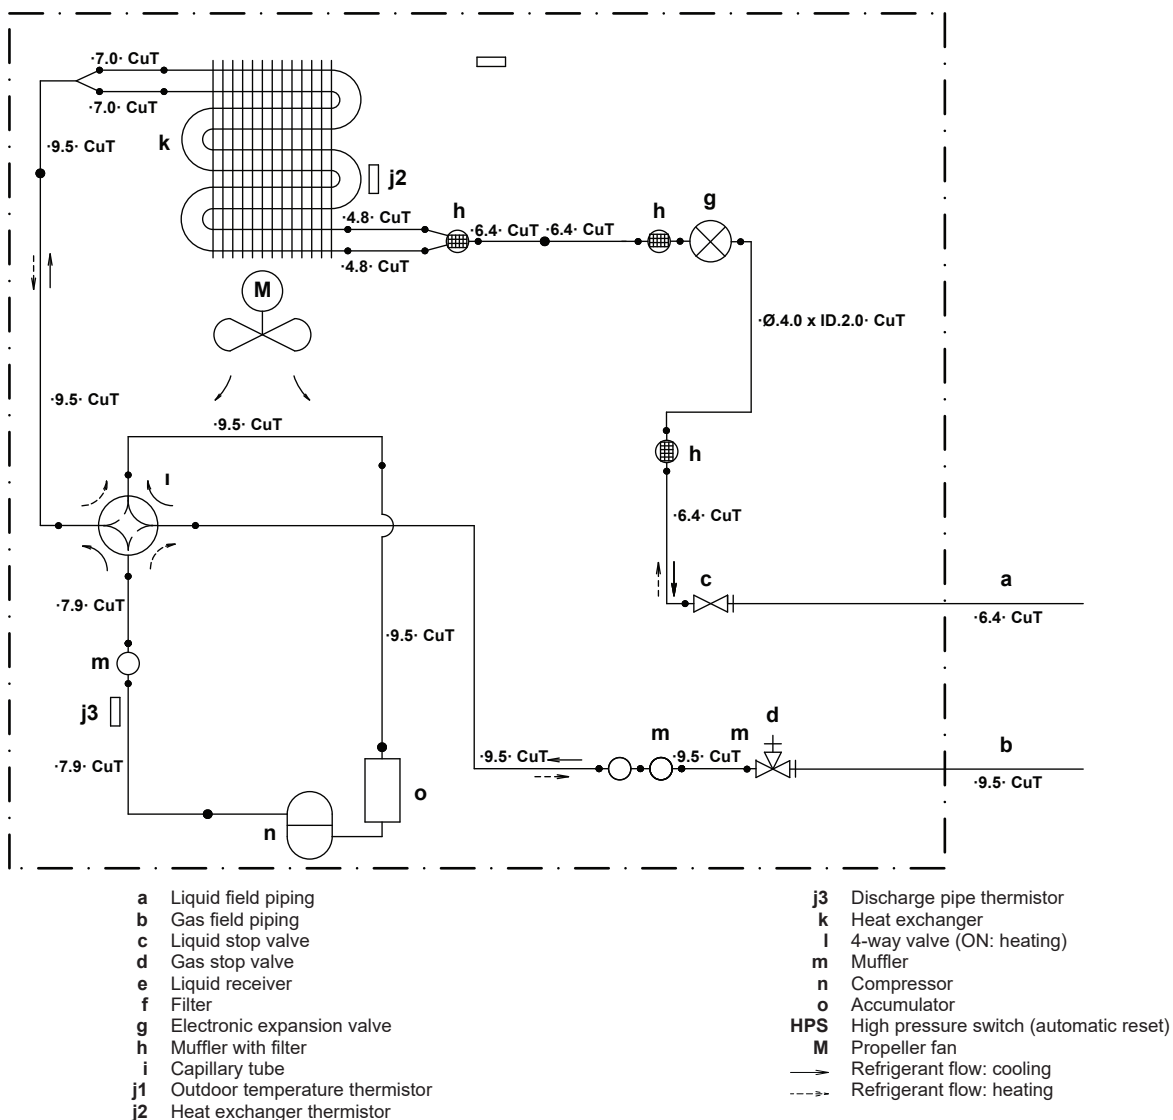 ·7.0· CuT
·7.0· CuT
·9.5· CuT
k
j2
·4.8· CuT
h
·6.4· CuT
·6.4· CuT
h
g
·4.8· CuT
M
·Ø.4.0 x ID.2.0· CuT
·9.5· CuT
·9.5· CuT
h
l
·6.4· CuT
c
a
·7.9· CuT
·6.4· CuT
·9.5· CuT
m
j3
d
m
m
b
·9.5· CuT
·9.5· CuT
·7.9· CuT
·9.5· CuT
o
n
a Liquid field piping
b Gas field piping
c Liquid stop valve
d Gas stop valve
e Liquid receiver
f Filter
g Electronic expansion valve
h Muffler with filter
i Capillary tube
j1 Outdoor temperature thermistor
j2 Heat exchanger thermistor
j3 Discharge pipe thermistor
k Heat exchanger
l 4-way valve (ON: heating)
m Muffler
n Compressor
o Accumulator
HPS High pressure switch (automatic reset)
M Propeller fan
Refrigerant flow: cooling
Refrigerant flow: heating